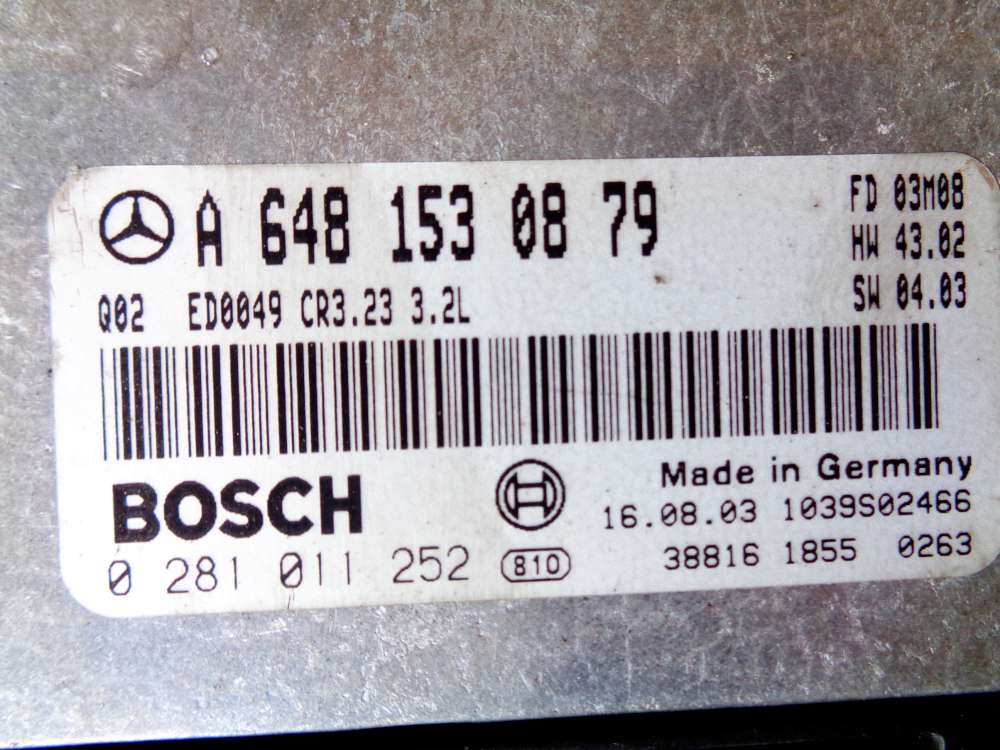 A 648 153 08 79
FD 03M08
HW 43.02
SW 04.03
Q02 ED0049 CR3.23 3.2L
BOSCH
Made in Germany
16.08.03 1039S02466
0 281 011 252
810
38816 1855 0263